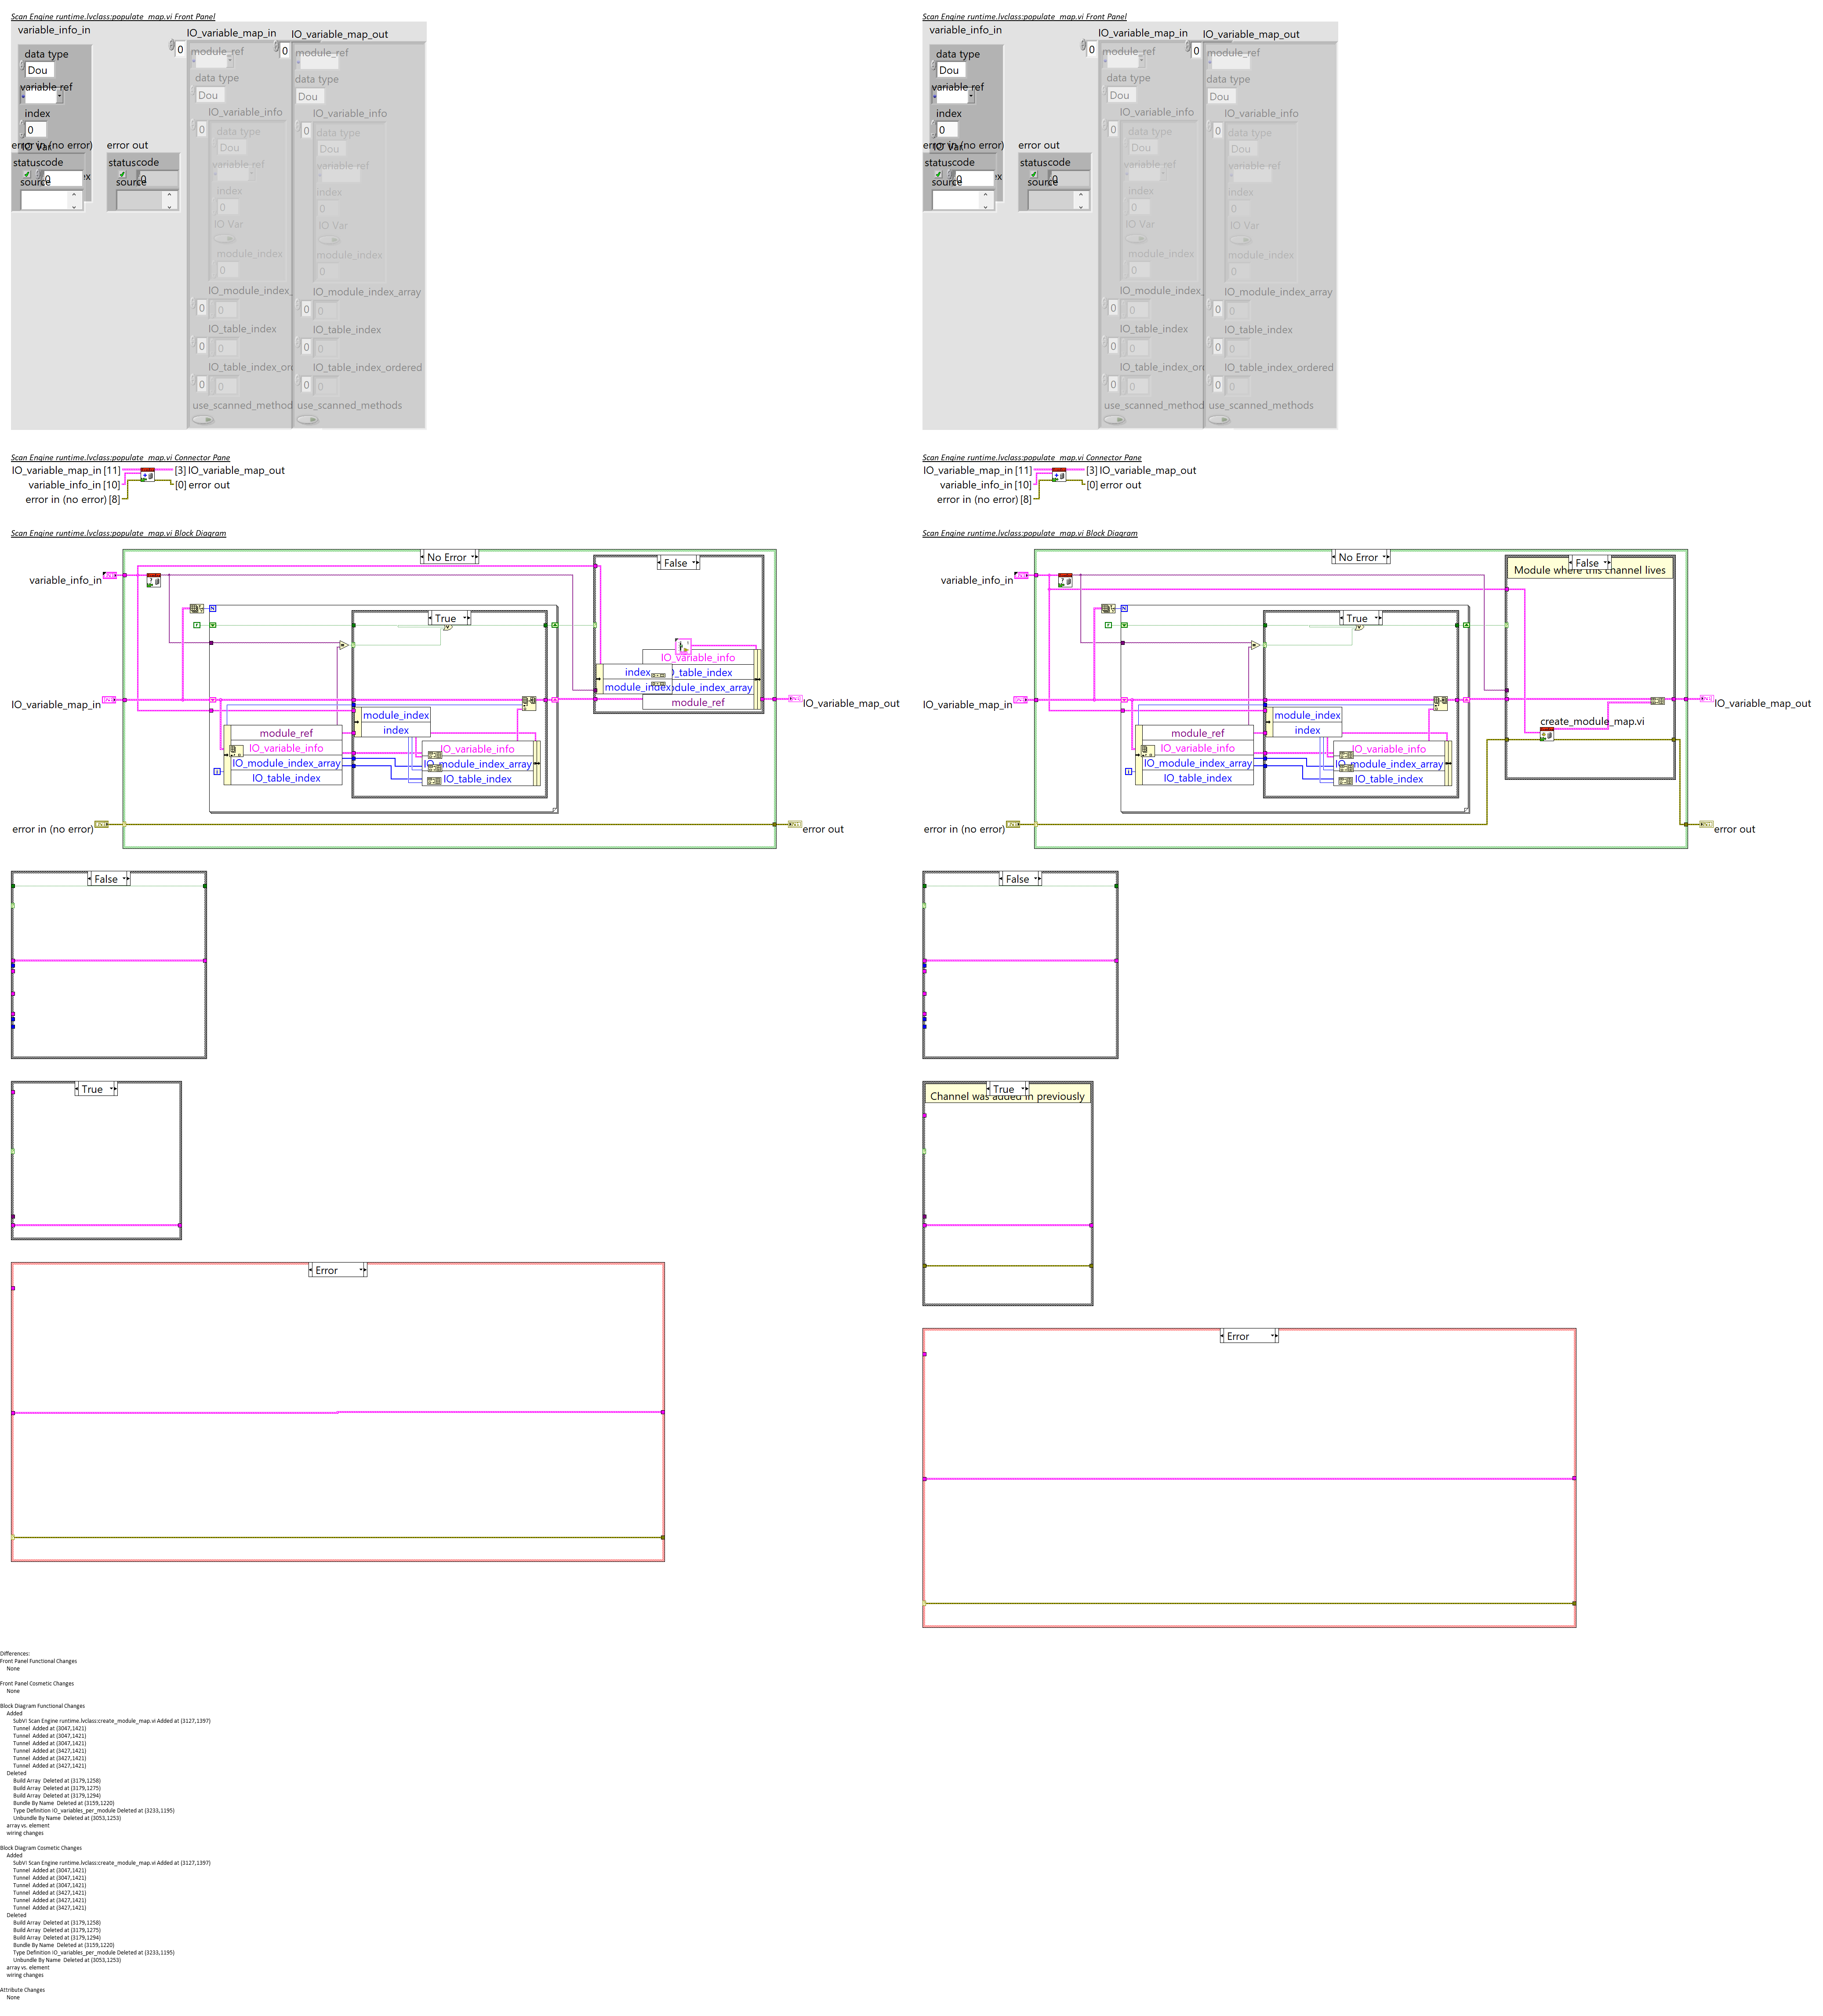 Scan Engine runtime.lvclass:populate_map.vi Front Panel
variable_info_in
IO_variable_map_in
IO_variable_map_out
0
0
module_ref
module_ref
data type
Dou
data type
data type
variable ref
Dou
Dou
index
IO_variable_info
IO_variable_info
0
0
data type
0
data type
error in (no error)
IO Var
error out
Dou
Dou
status
code
status
code
variable_ref
variable_ref
0
0
source
source
index
index
0
0
IO Var
IO Var
module_index
module_index
0
0
IO_module_index_
IO_module_index_array
0
0
0
0
IO_table_index
IO_table_index
0
0
0
0
IO_table_index_or
IO_table_index_ordered
0
0
0
0
use_scanned_method
use_scanned_methods
Scan Engine runtime.lvclass:populate_map.vi Connector Pane
IO_variable_map_in [11]
[3] IO_variable_map_out
variable_info_in [10]
[0] error out
error in (no error) [8]
Scan Engine runtime.lvclass:populate_map.vi Block Diagram
No Error
False
variable_info_in
True
IO_variable_info
index
_table_index
module_index
dule_index_array
module_ref
IO_variable_map_in
IO_variable_map_out
module_index
index
module_ref
IO_variable_info
IO_variable_info
IO_module_index_array
IO_module_index_array
IO_table_index
IO_table_index
error in (no error)
error out
False
True
Error
Scan Engine runtime.lvclass:populate_map.vi Front Panel
variable_info_in
IO_variable_map_in
IO_variable_map_out
0
0
module_ref
module_ref
data type
Dou
data type
data type
variable ref
Dou
Dou
index
IO_variable_info
IO_variable_info
0
0
data type
0
data type
error in (no error)
IO Var
error out
Dou
Dou
status
code
status
code
variable_ref
variable_ref
0
0
source
source
index
index
0
0
IO Var
IO Var
module_index
module_index
0
0
IO_module_index_
IO_module_index_array
0
0
0
0
IO_table_index
IO_table_index
0
0
0
0
IO_table_index_or
IO_table_index_ordered
0
0
0
0
use_scanned_method
use_scanned_methods
Scan Engine runtime.lvclass:populate_map.vi Connector Pane
IO_variable_map_in [11]
[3] IO_variable_map_out
variable_info_in [10]
[0] error out
error in (no error) [8]
Scan Engine runtime.lvclass:populate_map.vi Block Diagram
No Error
False
Module where this channel lives
variable_info_in
True
IO_variable_map_in
IO_variable_map_out
module_index
index
create_module_map.vi
module_ref
IO_variable_info
IO_variable_info
IO_module_index_array
IO_module_index_array
IO_table_index
IO_table_index
error in (no error)
error out
False
True
Channel was added in previously
Error
Differences:
Front Panel Functional Changes
None
Front Panel Cosmetic Changes
None
Block Diagram Functional Changes
Added
SubVI Scan Engine runtime.lvclass:create_module_map.vi Added at (3127,1397)
Tunnel Added at (3047,1421)
Tunnel Added at (3047,1421)
Tunnel Added at (3047,1421)
Tunnel Added at (3427,1421)
Tunnel Added at (3427,1421)
Tunnel Added at (3427,1421)
Deleted
Build Array Deleted at (3179,1258)
Build Array Deleted at (3179,1275)
Build Array Deleted at (3179,1294)
Bundle By Name Deleted at (3159,1220)
Type Definition IO_variables_per_module Deleted at (3233,1195)
Unbundle By Name Deleted at (3053,1253)
array vs. element
wiring changes
Block Diagram Cosmetic Changes
Added
SubVI Scan Engine runtime.lvclass:create_module_map.vi Added at (3127,1397)
Tunnel Added at (3047,1421)
Tunnel Added at (3047,1421)
Tunnel Added at (3047,1421)
Tunnel Added at (3427,1421)
Tunnel Added at (3427,1421)
Tunnel Added at (3427,1421)
Deleted
Build Array Deleted at (3179,1258)
Build Array Deleted at (3179,1275)
Build Array Deleted at (3179,1294)
Bundle By Name Deleted at (3159,1220)
Type Definition IO_variables_per_module Deleted at (3233,1195)
Unbundle By Name Deleted at (3053,1253)
array vs. element
wiring changes
Attribute Changes
None